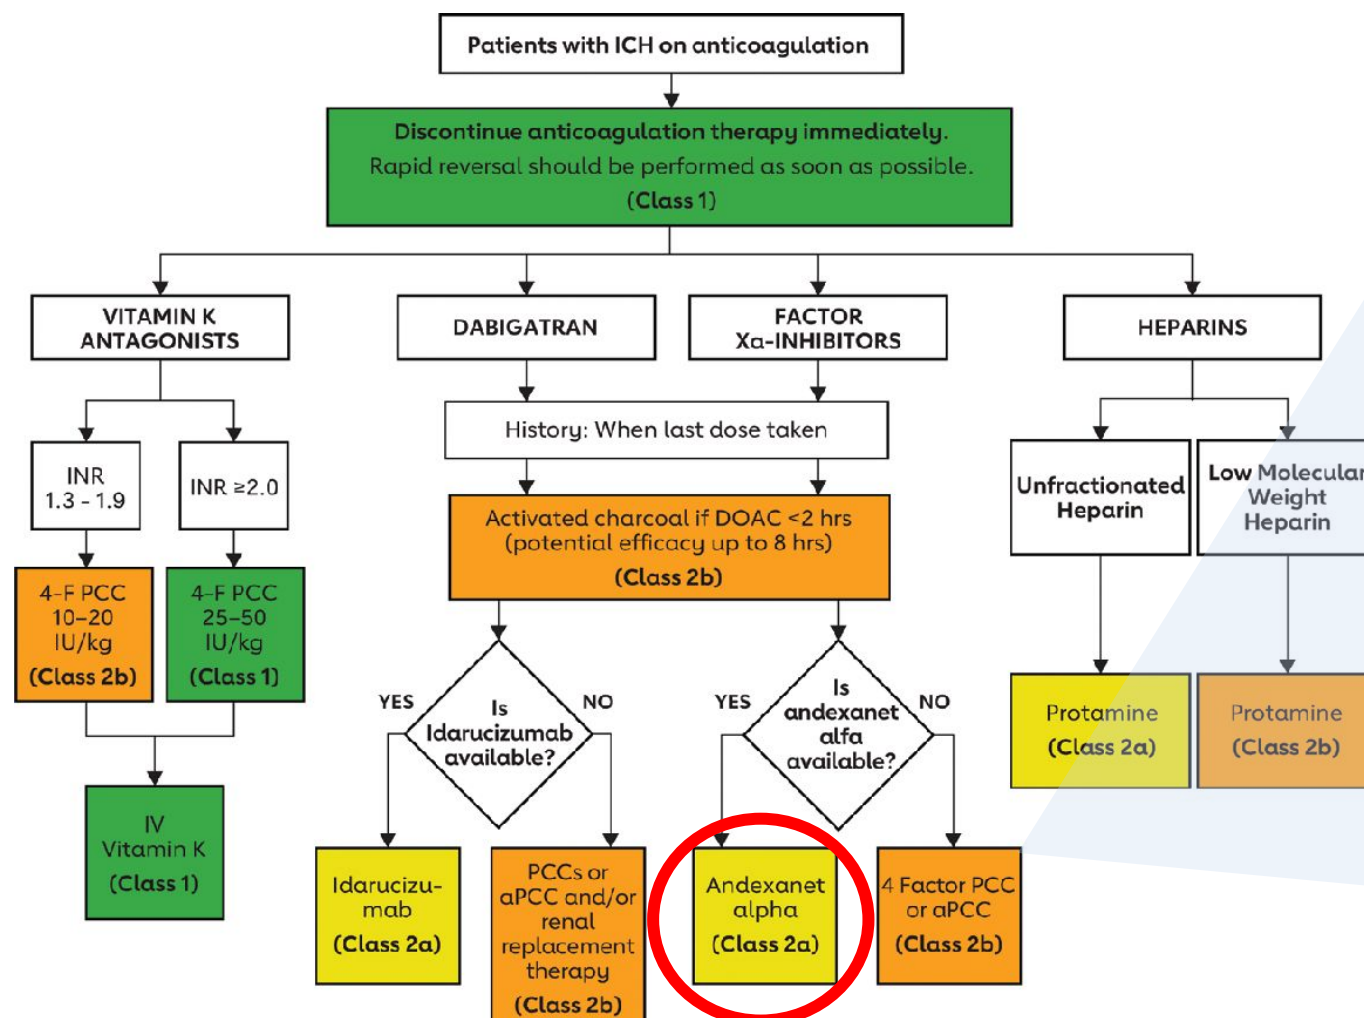 Patients with ICH on anticoagulation
Discontinue anticoagulation therapy immediately.
Rapid reversal should be performed as soon as possible.
(Class 1)
VITAMIN K
ANTAGONISTS
DABIGATRAN
FACTOR
Xa-INHIBITORS
HEPARINS
INR
1.3 - 1.9
INR ≥2.0
History: When last dose taken
Unfractionated
Heparin
Low Molecular
Weight
Heparin
4-F PCC
10–20
IU/kg
(Class 2b)
4-F PCC
25–50
IU/kg
(Class 1)
Activated charcoal if DOAC <2 hrs
(potential efficacy up to 8 hrs)
(Class 2b)
IV
Vitamin K
(Class 1)
YES
Is
Idarucizumab
available?
NO
YES
Is
andexanet
alfa
available?
NO
Protamine
(Class 2a)
Protamine
(Class 2b)
Idarucizu-
mab
(Class 2a)
PCCs or
aPCC and/or
renal
replacement
therapy
(Class 2b)
Andexanet
alpha
(Class 2a)
4 Factor PCC
or aPCC
(Class 2b)